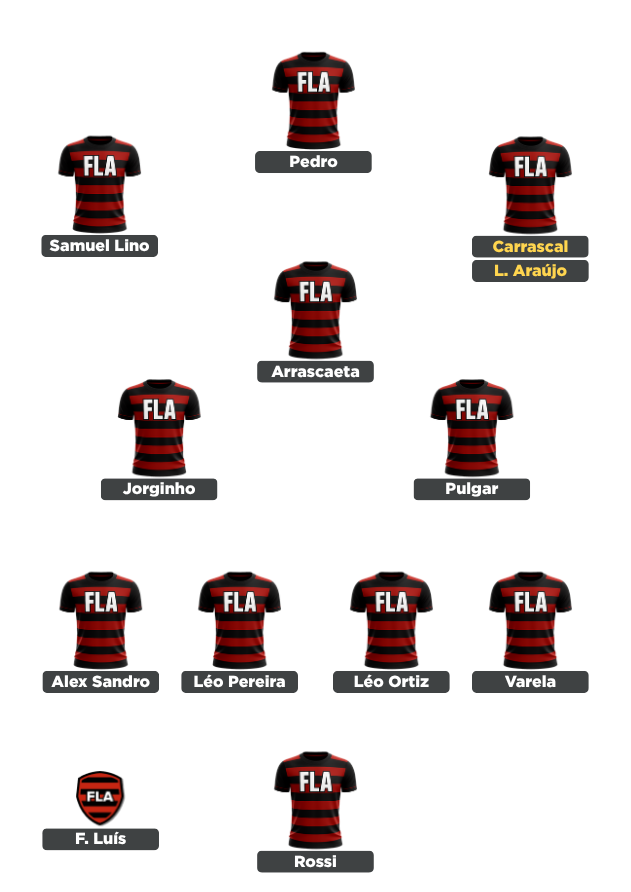 FLA
Pedro
FLA
Samuel Lino
FLA
Carrascal
L. Araújo
FLA
Arrascaeta
FLA
Jorginho
FLA
Pulgar
FLA
Alex Sandro
FLA
Léo Pereira
FLA
Léo Ortiz
FLA
Varela
FLA
F. Luís
FLA
Rossi